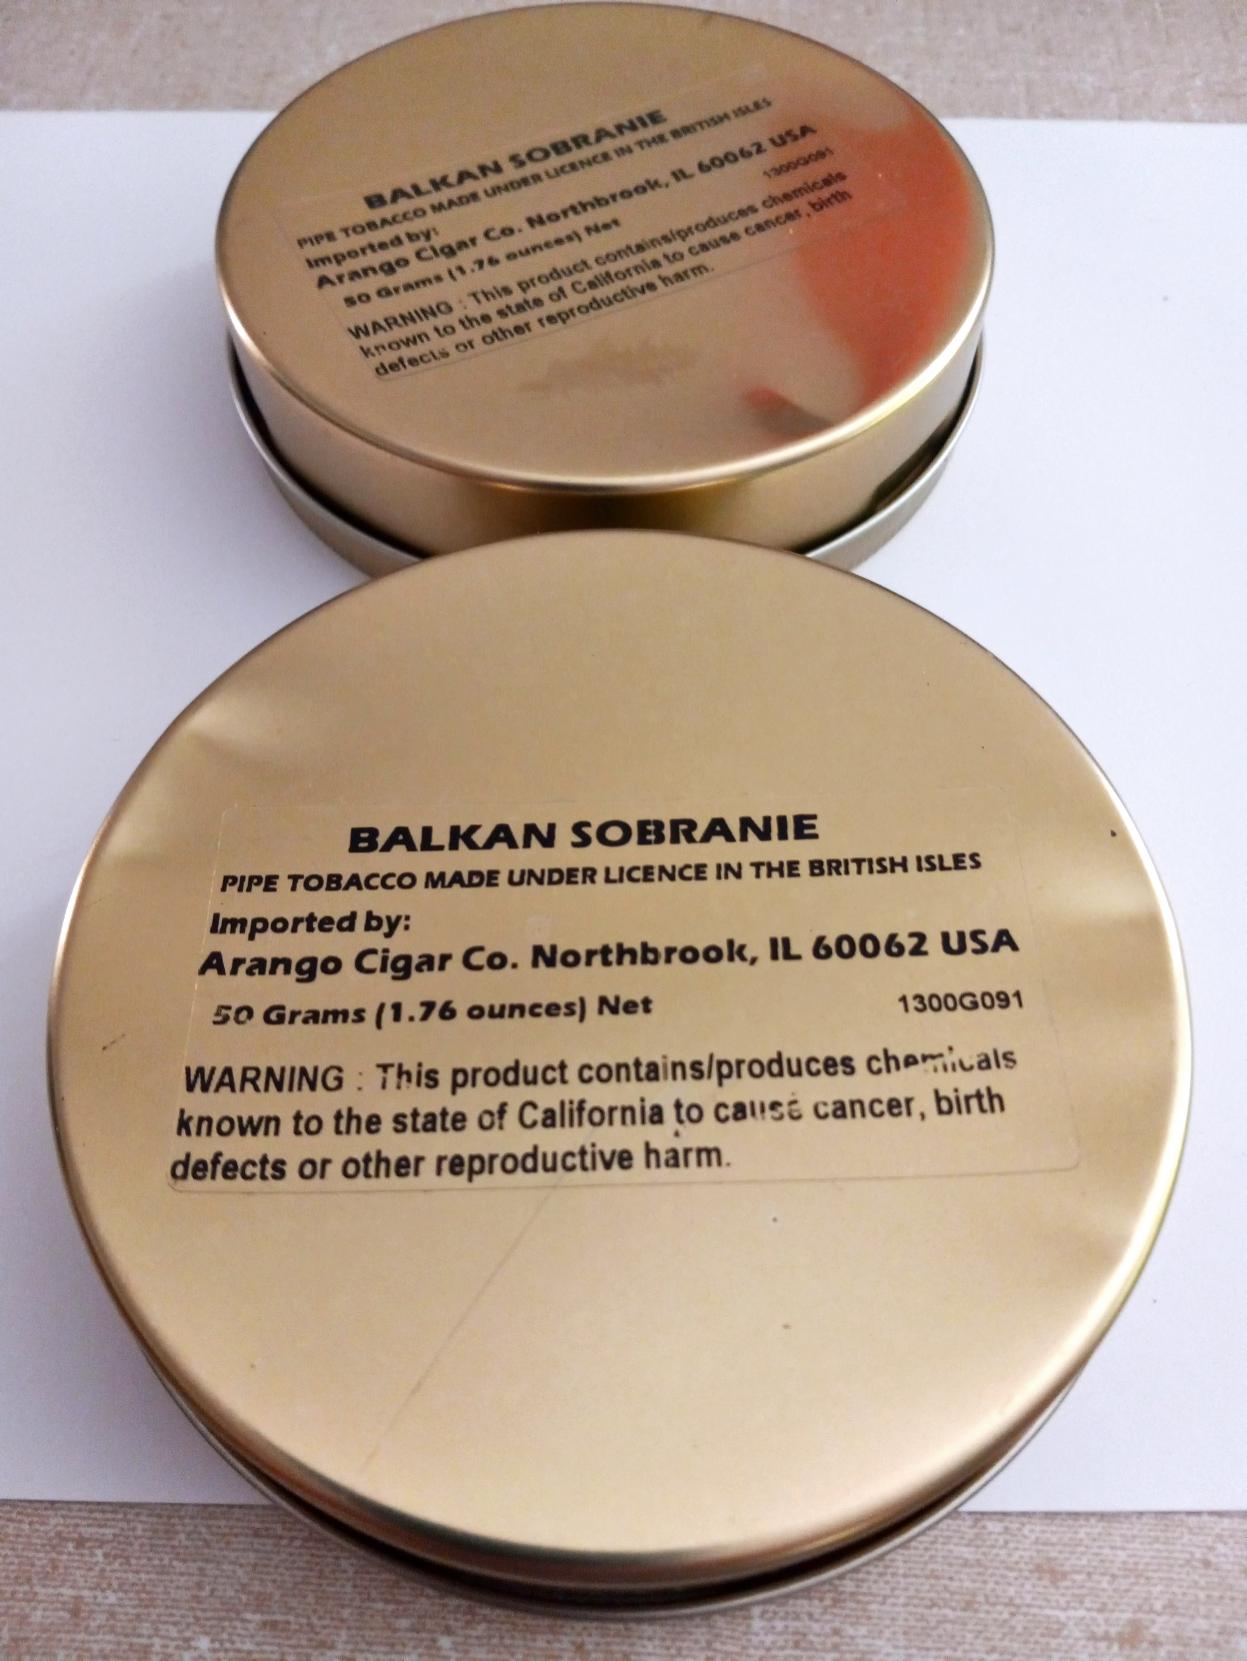 BALKAN SOBRANIE
PIPE TOBACCO MADE UNDER LICENCE IN THE BRITISH ISLES
Imported by:
Arango Cigar Co. Northbrook, IL 60062 USA
50 Grams (1.76 ounces) Net 1300G091
WARNING : This product contains/produces chemicals
known to the state of California to cause cancer, birth
defects or other reproductive harm.
BALKAN SOBRANIE
PIPE TOBACCO MADE UNDER LICENCE IN THE BRITISH ISLES
Imported by:
Arango Cigar Co. Northbrook, IL 60062 USA
50 Grams (1.76 ounces) Net 1300G091
WARNING : This product contains/produces chemicals
known to the state of California to cause cancer, birth
defects or other reproductive harm.